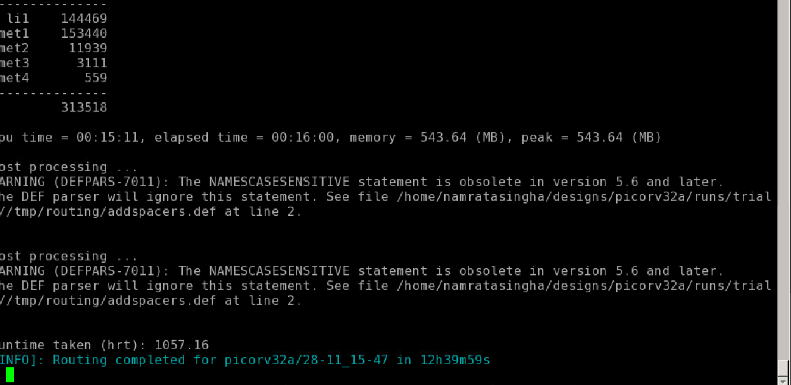 --------------
li1 144469
met1 153440
met2 11939
met3 3111
met4 559
--------------
313518
pu time = 00:15:11, elapsed time = 00:16:00, memory = 543.64 (MB), peak = 543.64 (MB)
ost processing ...
ARNING (DEFPARS-7011): The NAMESCASESENSITIVE statement is obsolete in version 5.6 and later.
he DEF parser will ignore this statement. See file /home/namratasingha/designs/picorv32a/runs/trial
//tmp/routing/addspacers.def at line 2.
ost processing ...
ARNING (DEFPARS-7011): The NAMESCASESENSITIVE statement is obsolete in version 5.6 and later.
he DEF parser will ignore this statement. See file /home/namratasingha/designs/picorv32a/runs/trial
//tmp/routing/addspacers.def at line 2.
untime taken (hrt): 1057.16
INFO]: Routing completed for picorv32a/28-11_15-47 in 12h39m59s